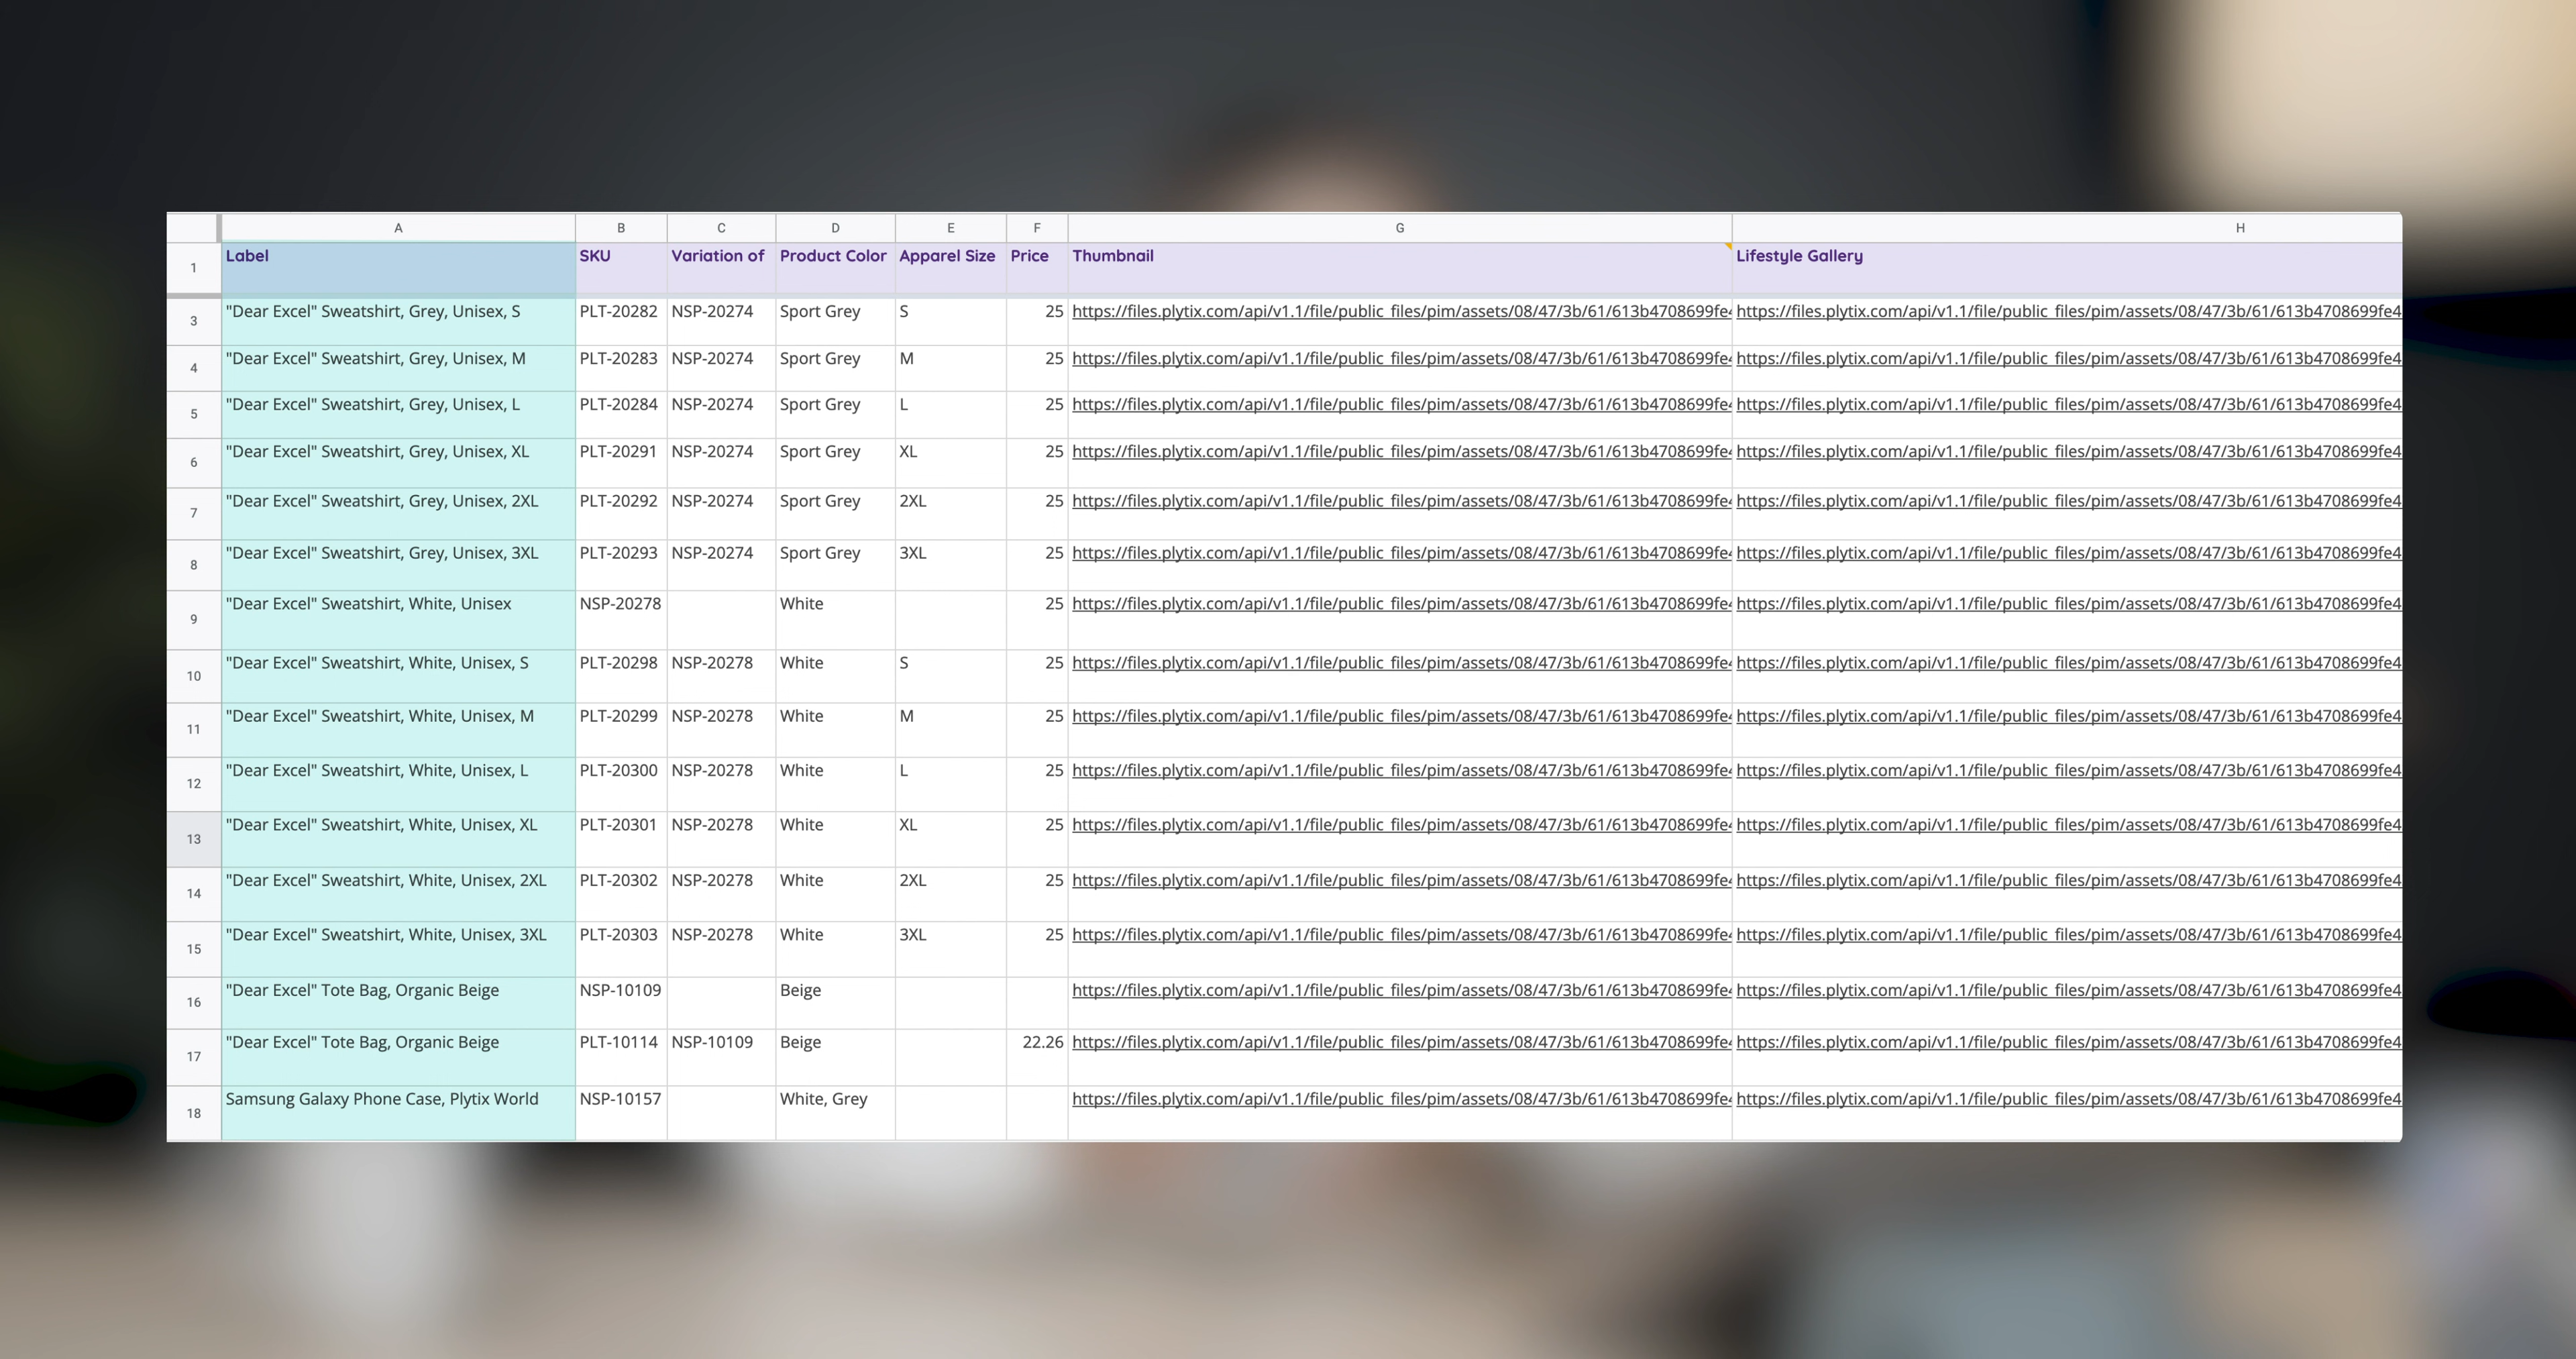 A B C D E F G H
1 Label SKU Variation of Product Color Apparel Size Price Thumbnail Lifestyle Gallery
3 "Dear Excel" Sweatshirt, Grey, Unisex, S PLT-20282 NSP-20274 Sport Grey S 25 https://files.plytix.com/api/v1.1/file/public_files/pim/assets/08/47/3b/61/613b4708699fe4 https://files.plytix.com/api/v1.1/file/public_files/pim/assets/08/47/3b/61/613b4708699fe4
4 "Dear Excel" Sweatshirt, Grey, Unisex, M PLT-20283 NSP-20274 Sport Grey M 25 https://files.plytix.com/api/v1.1/file/public_files/pim/assets/08/47/3b/61/613b4708699fe4 https://files.plytix.com/api/v1.1/file/public_files/pim/assets/08/47/3b/61/613b4708699fe4
5 "Dear Excel" Sweatshirt, Grey, Unisex, L PLT-20284 NSP-20274 Sport Grey L 25 https://files.plytix.com/api/v1.1/file/public_files/pim/assets/08/47/3b/61/613b4708699fe4 https://files.plytix.com/api/v1.1/file/public_files/pim/assets/08/47/3b/61/613b4708699fe4
6 "Dear Excel" Sweatshirt, Grey, Unisex, XL PLT-20291 NSP-20274 Sport Grey XL 25 https://files.plytix.com/api/v1.1/file/public_files/pim/assets/08/47/3b/61/613b4708699fe4 https://files.plytix.com/api/v1.1/file/public_files/pim/assets/08/47/3b/61/613b4708699fe4
7 "Dear Excel" Sweatshirt, Grey, Unisex, 2XL PLT-20292 NSP-20274 Sport Grey 2XL 25 https://files.plytix.com/api/v1.1/file/public_files/pim/assets/08/47/3b/61/613b4708699fe4 https://files.plytix.com/api/v1.1/file/public_files/pim/assets/08/47/3b/61/613b4708699fe4
8 "Dear Excel" Sweatshirt, Grey, Unisex, 3XL PLT-20293 NSP-20274 Sport Grey 3XL 25 https://files.plytix.com/api/v1.1/file/public_files/pim/assets/08/47/3b/61/613b4708699fe4 https://files.plytix.com/api/v1.1/file/public_files/pim/assets/08/47/3b/61/613b4708699fe4
9 "Dear Excel" Sweatshirt, White, Unisex NSP-20278 White 25 https://files.plytix.com/api/v1.1/file/public_files/pim/assets/08/47/3b/61/613b4708699fe4 https://files.plytix.com/api/v1.1/file/public_files/pim/assets/08/47/3b/61/613b4708699fe4
10 "Dear Excel" Sweatshirt, White, Unisex, S PLT-20298 NSP-20278 White S 25 https://files.plytix.com/api/v1.1/file/public_files/pim/assets/08/47/3b/61/613b4708699fe4 https://files.plytix.com/api/v1.1/file/public_files/pim/assets/08/47/3b/61/613b4708699fe4
11 "Dear Excel" Sweatshirt, White, Unisex, M PLT-20299 NSP-20278 White M 25 https://files.plytix.com/api/v1.1/file/public_files/pim/assets/08/47/3b/61/613b4708699fe4 https://files.plytix.com/api/v1.1/file/public_files/pim/assets/08/47/3b/61/613b4708699fe4
12 "Dear Excel" Sweatshirt, White, Unisex, L PLT-20300 NSP-20278 White L 25 https://files.plytix.com/api/v1.1/file/public_files/pim/assets/08/47/3b/61/613b4708699fe4 https://files.plytix.com/api/v1.1/file/public_files/pim/assets/08/47/3b/61/613b4708699fe4
13 "Dear Excel" Sweatshirt, White, Unisex, XL PLT-20301 NSP-20278 White XL 25 https://files.plytix.com/api/v1.1/file/public_files/pim/assets/08/47/3b/61/613b4708699fe4 https://files.plytix.com/api/v1.1/file/public_files/pim/assets/08/47/3b/61/613b4708699fe4
14 "Dear Excel" Sweatshirt, White, Unisex, 2XL PLT-20302 NSP-20278 White 2XL 25 https://files.plytix.com/api/v1.1/file/public_files/pim/assets/08/47/3b/61/613b4708699fe4 https://files.plytix.com/api/v1.1/file/public_files/pim/assets/08/47/3b/61/613b4708699fe4
15 "Dear Excel" Sweatshirt, White, Unisex, 3XL PLT-20303 NSP-20278 White 3XL 25 https://files.plytix.com/api/v1.1/file/public_files/pim/assets/08/47/3b/61/613b4708699fe4 https://files.plytix.com/api/v1.1/file/public_files/pim/assets/08/47/3b/61/613b4708699fe4
16 "Dear Excel" Tote Bag, Organic Beige NSP-10109 Beige https://files.plytix.com/api/v1.1/file/public_files/pim/assets/08/47/3b/61/613b4708699fe4 https://files.plytix.com/api/v1.1/file/public_files/pim/assets/08/47/3b/61/613b4708699fe4
17 "Dear Excel" Tote Bag, Organic Beige PLT-10114 NSP-10109 Beige 22.26 https://files.plytix.com/api/v1.1/file/public_files/pim/assets/08/47/3b/61/613b4708699fe4 https://files.plytix.com/api/v1.1/file/public_files/pim/assets/08/47/3b/61/613b4708699fe4
18 Samsung Galaxy Phone Case, Plytix World NSP-10157 White, Grey https://files.plytix.com/api/v1.1/file/public_files/pim/assets/08/47/3b/61/613b4708699fe4 https://files.plytix.com/api/v1.1/file/public_files/pim/assets/08/47/3b/61/613b4708699fe4